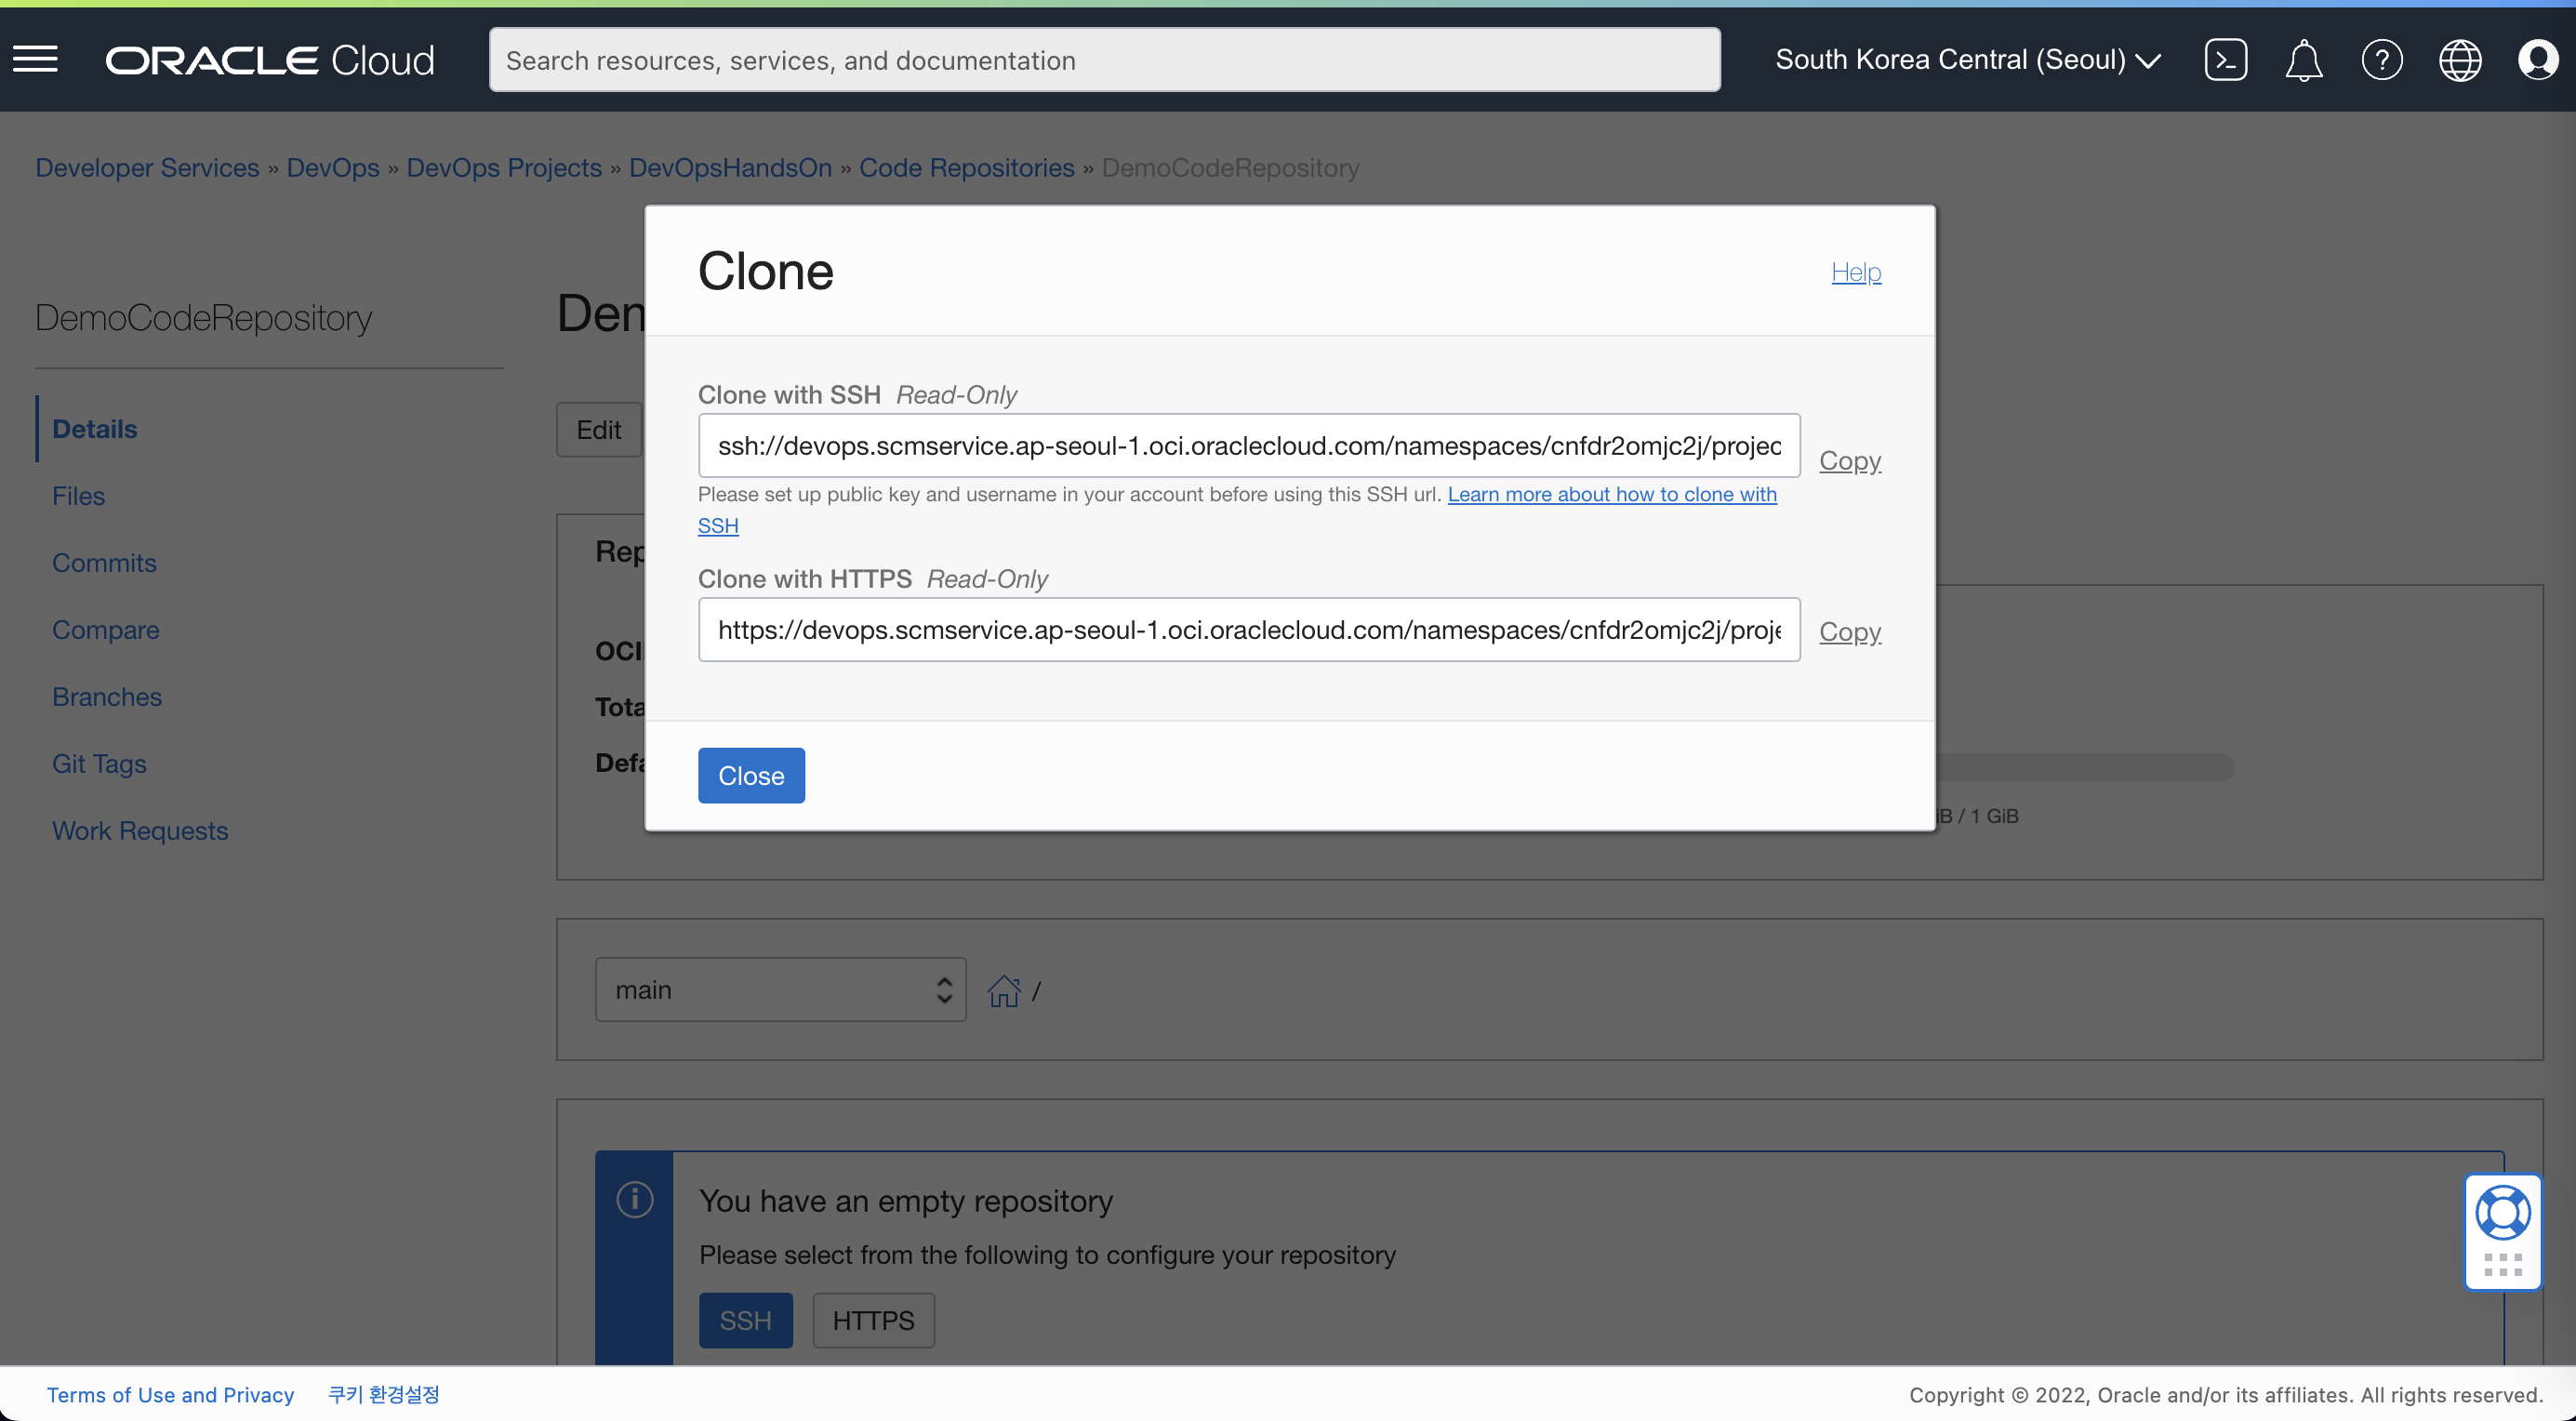 ORACLE Cloud
Search resources, services, and documentation
South Korea Central (Seoul)
Developer Services » DevOps » DevOps Projects » DevOpsHandsOn » Code Repositories » DemoCodeRepository
DemoCodeRepository
Details
Files
Commits
Compare
Branches
Git Tags
Work Requests
Dem
Edit
Rep
OCI
Tota
Defa
Clone
Help
Clone with SSH Read-Only
ssh://devops.scmservice.ap-seoul-1.oci.oraclecloud.com/namespaces/cnfdr2omjc2j/projec
Copy
Please set up public key and username in your account before using this SSH url. Learn more about how to clone with
SSH
Clone with HTTPS Read-Only
https://devops.scmservice.ap-seoul-1.oci.oraclecloud.com/namespaces/cnfdr2omjc2j/proje
Copy
Close
iB / 1 GiB
main
/
You have an empty repository
Please select from the following to configure your repository
SSH HTTPS
Terms of Use and Privacy 쿠키 환경설정
Copyright © 2022, Oracle and/or its affiliates. All rights reserved.